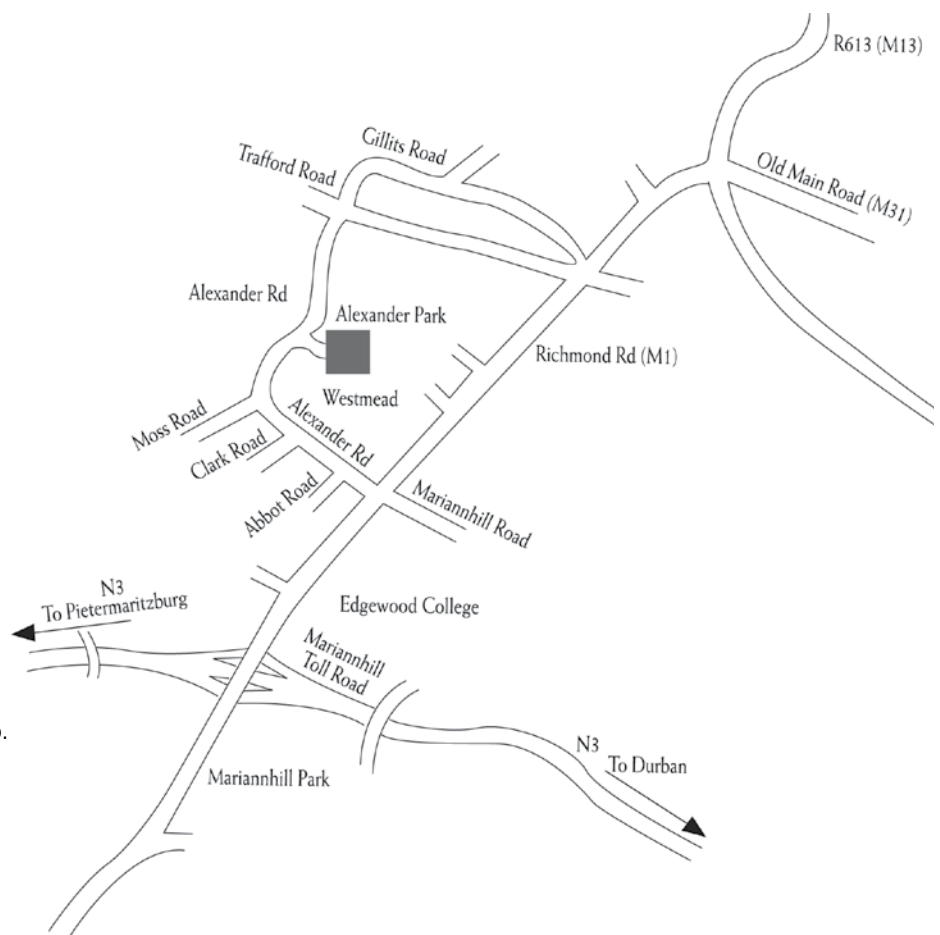 R613 (M13)
Gillits Road
Trafford Road
Old Main Road (M31)
Alexander Rd
Alexander Park
Richmond Rd (M1)
Westmead
Moss Road
Alexander Rd
Clark Road
Abbot Road
Mariannhill Road
N3
To Pietermaritzburg
Edgewood College
Mariannhill
Toll Road
N3
To Durban
Mariannhill Park